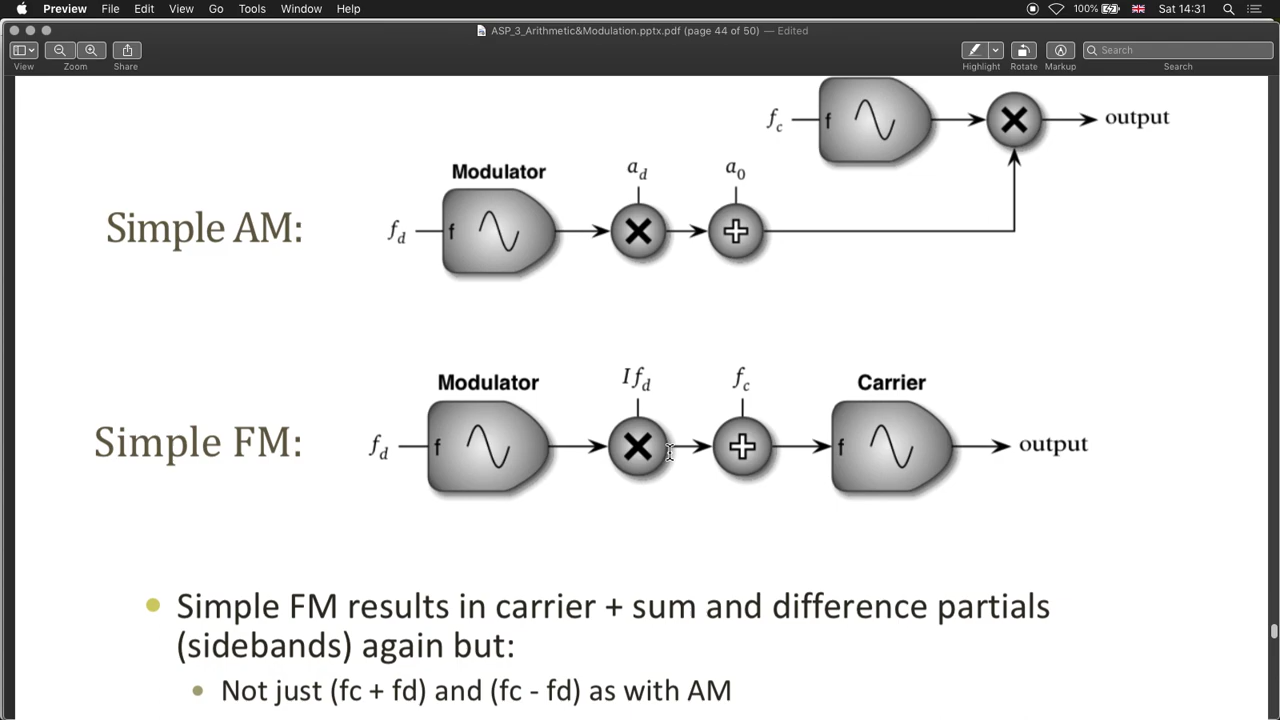 Preview File Edit View Go Tools Window Help 100% Sat 14:31
ASP_3_Arithmetic&Modulation.pptx.pdf (page 44 of 50) — Edited
Search
View Zoom Share Highlight Rotate Markup Search
fc f output
Modulator ad a0
Simple AM: fd f
Modulator Ifd fc Carrier
Simple FM: fd f f output
Simple FM results in carrier + sum and difference partials
(sidebands) again but:
Not just (fc + fd) and (fc - fd) as with AM